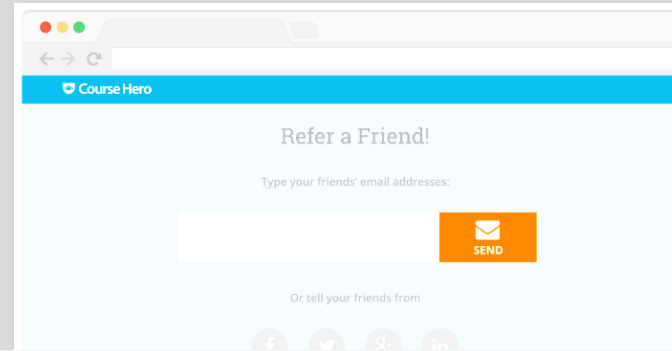 Course Hero
Refer a Friend!
Type your friends' email addresses:
SEND
Or tell your friends from